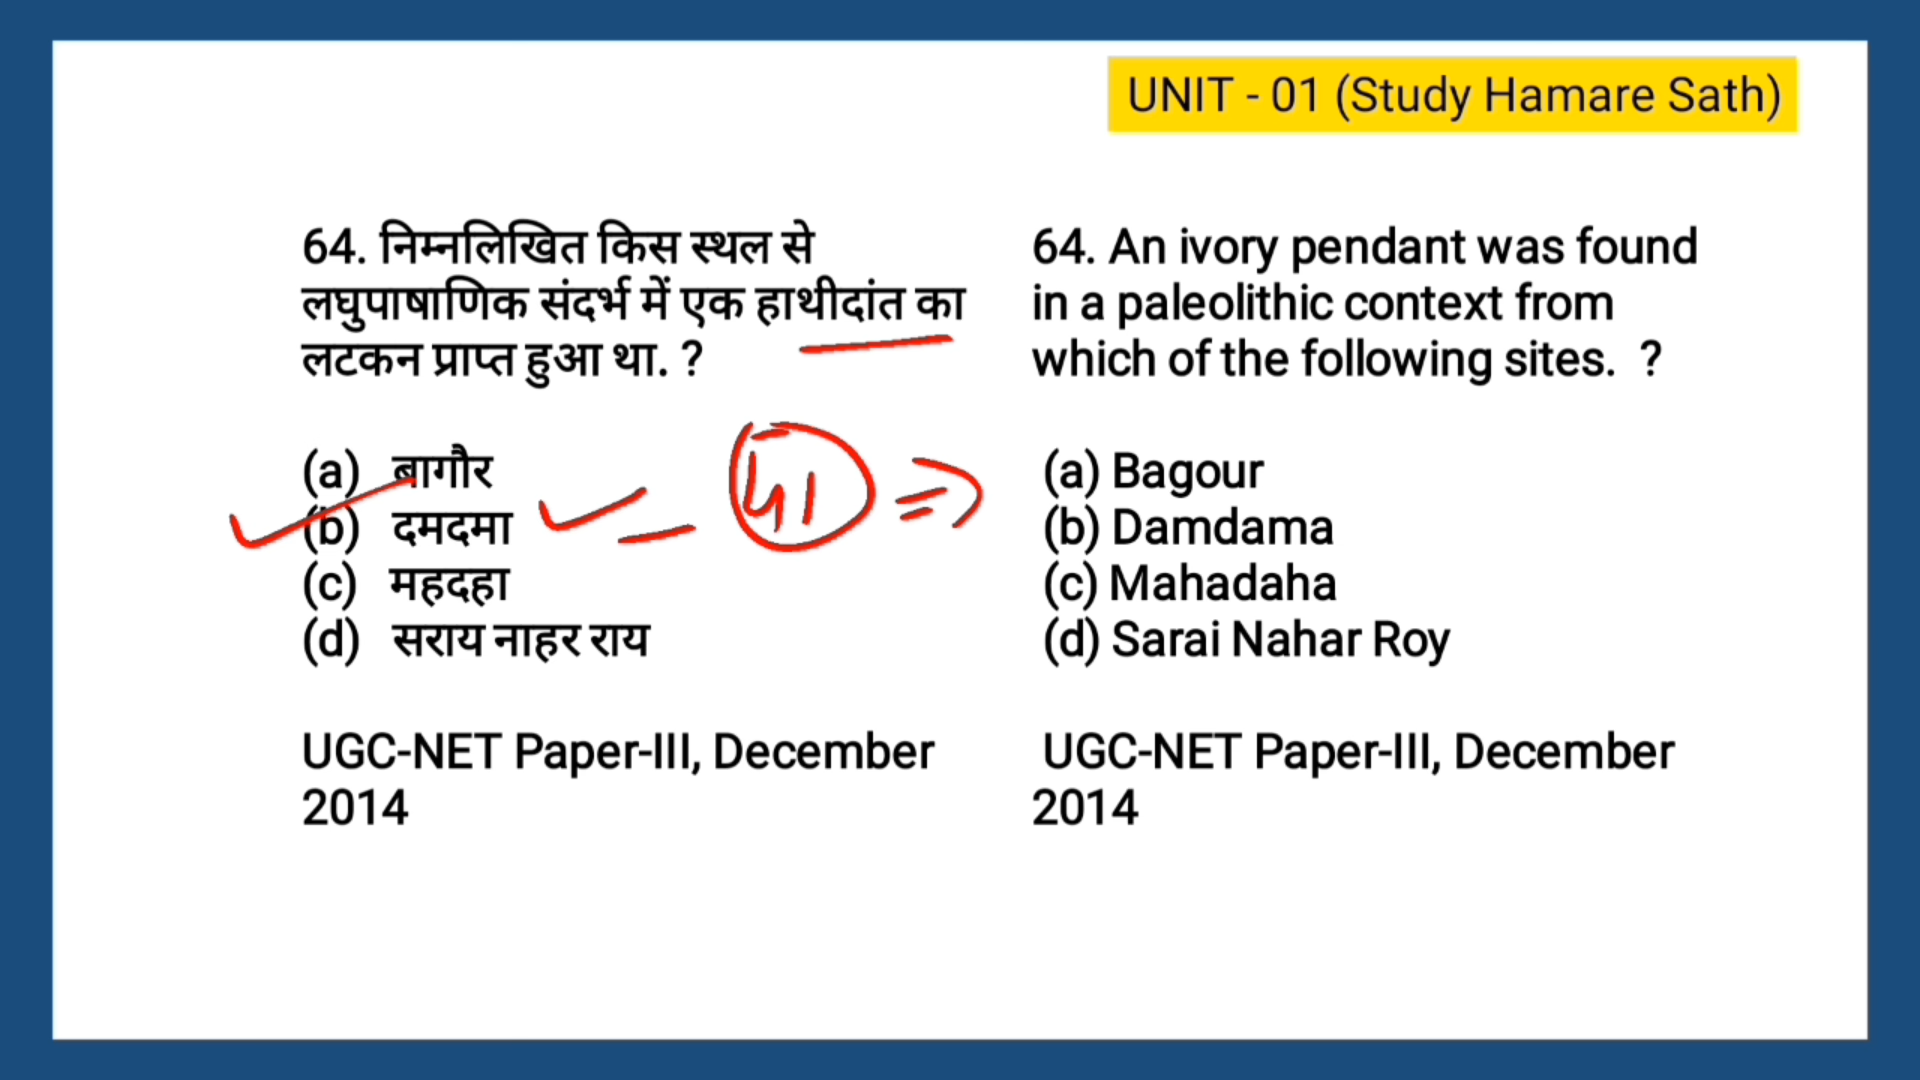 UNIT - 01 (Study Hamare Sath)
64. निम्नलिखित किस स्थल से
लघुपाषाणिक संदर्भ में एक हाथीदांत का
लटकन प्राप्त हुआ था. ?
(a) बागौर
(b) दमदमा
41
(c) महदहा
(d) सराय नाहर राय
UGC-NET Paper-III, December
2014
64. An ivory pendant was found
in a paleolithic context from
which of the following sites. ?
(a) Bagour
(b) Damdama
(c) Mahadaha
(d) Sarai Nahar Roy
UGC-NET Paper-III, December
2014